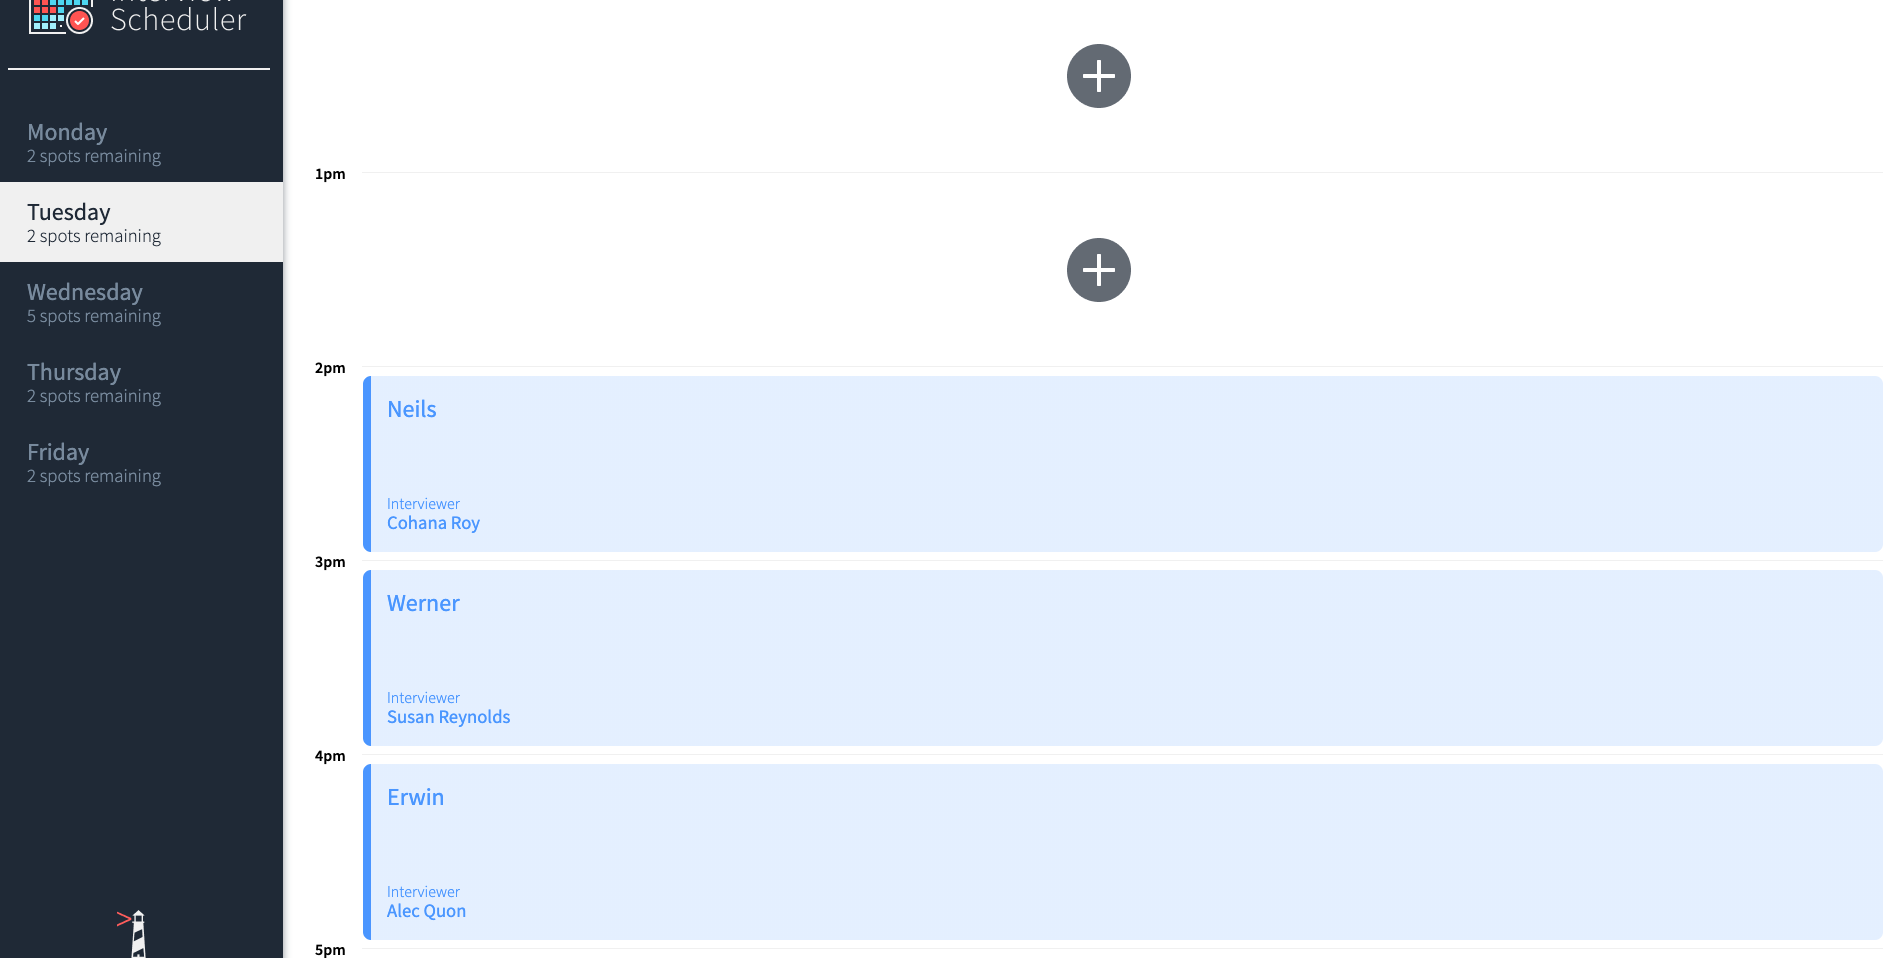 Interview
Scheduler
Monday
2 spots remaining
Tuesday
2 spots remaining
Wednesday
5 spots remaining
Thursday
2 spots remaining
Friday
2 spots remaining
1pm
2pm
Neils
Interviewer
Cohana Roy
3pm
Werner
Interviewer
Susan Reynolds
4pm
Erwin
Interviewer
Alec Quon
5pm